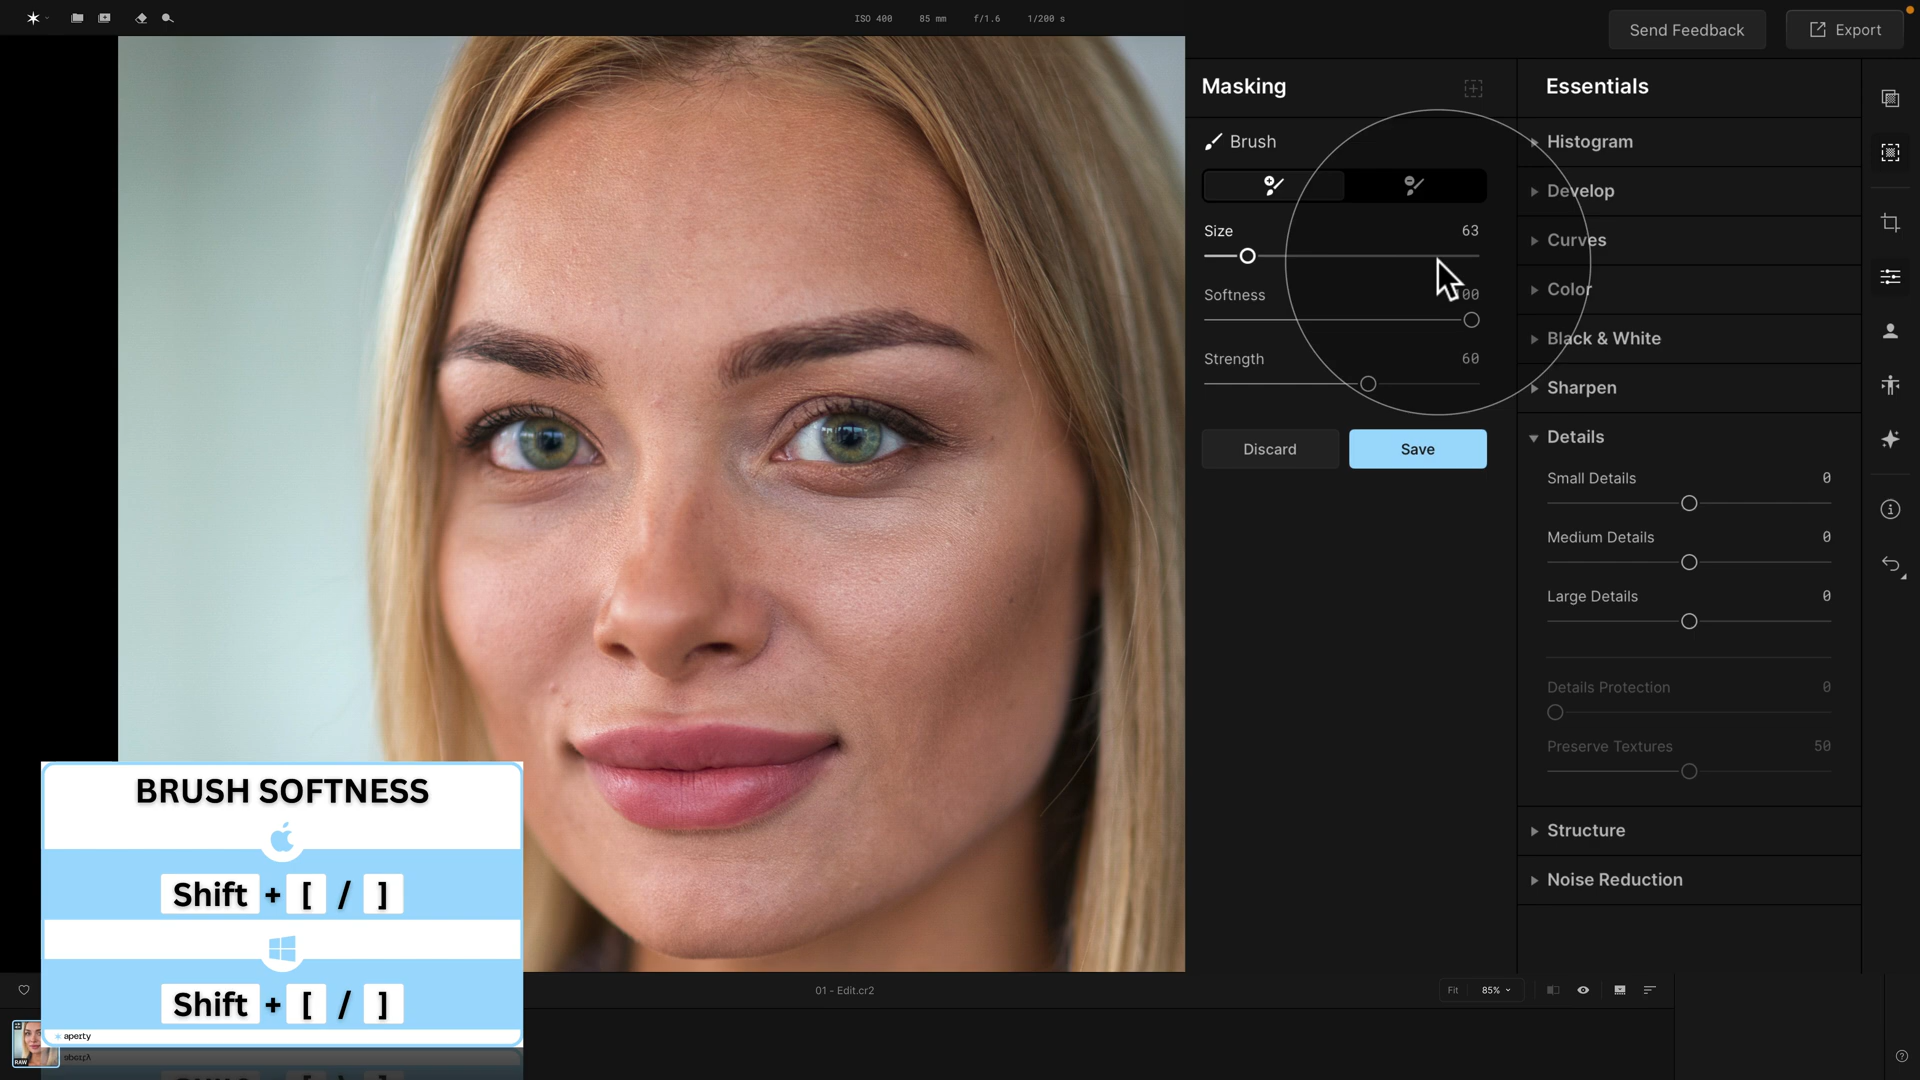 ISO 400 85 mm f/1.6 1/200 s
Send Feedback
Export
Masking
Brush
Size 63
Softness 00
Strength 60
Discard
Save
Essentials
Histogram
Develop
Curves
Color
Black & White
Sharpen
Details
Small Details 0
Medium Details 0
Large Details 0
Details Protection 0
Preserve Textures 50
Structure
Noise Reduction
BRUSH SOFTNESS
Shift + [ / ]
Shift + [ / ]
aperty
01 - Edit.cr2
Fit 85%
RAW